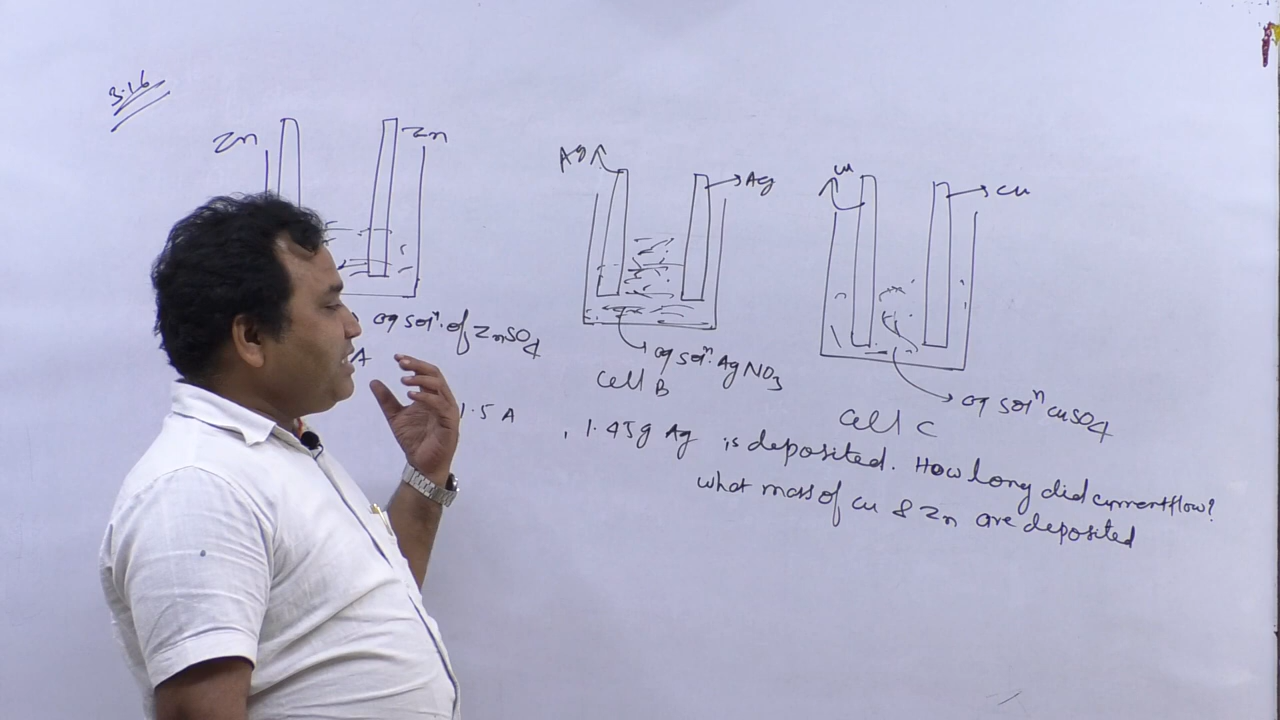 3.16
Zn Zn
Ag Ag
Cu Cu
aq solⁿ. of ZnSO4
A
aq solⁿ. AgNO3
Cell B
aq solⁿ CuSO4
Cell C
1.5 A , 1.45g Ag is deposited. How long did current flow?
what mass of Cu & Zn are deposited